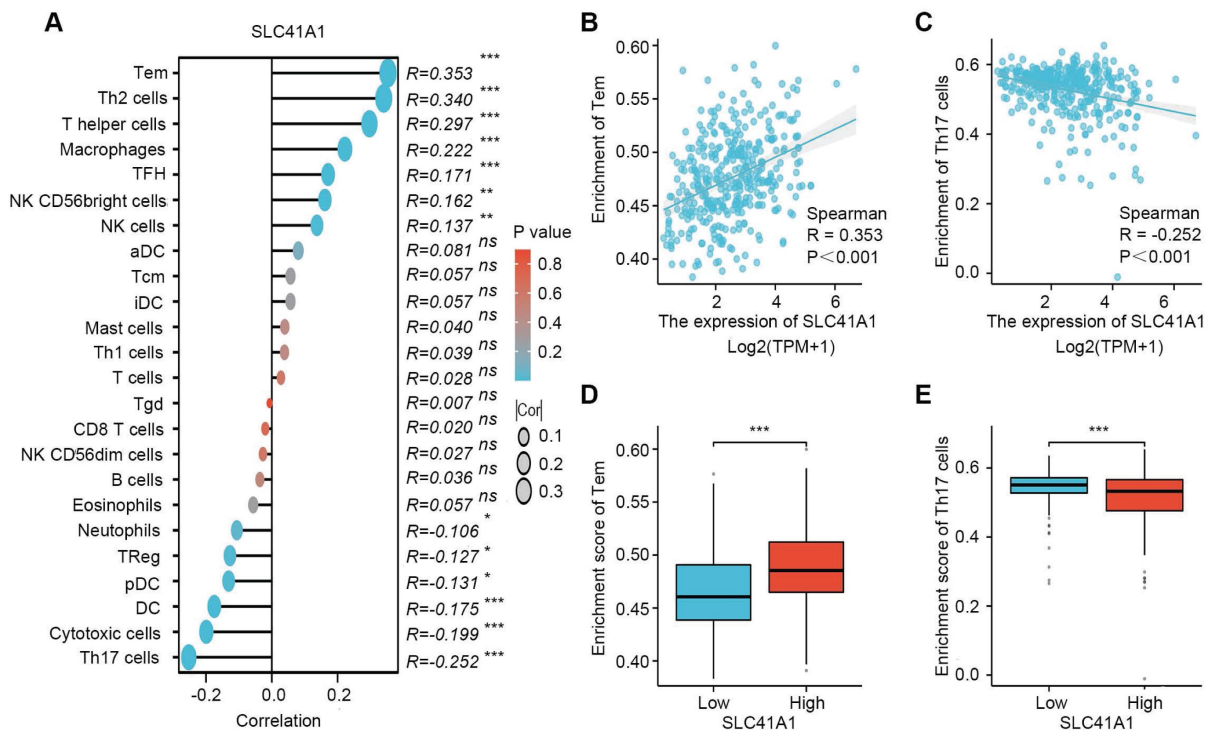 A
SLC41A1
Tem R=0.353 ***
Th2 cells R=0.340 ***
T helper cells R=0.297 ***
Macrophages R=0.222 ***
TFH R=0.171 ***
NK CD56bright cells R=0.162 **
NK cells R=0.137 **
aDC R=0.081 ns
Tcm R=0.057 ns
iDC R=0.057 ns
Mast cells R=0.040 ns
Th1 cells R=0.039 ns
T cells R=0.028 ns
Tgd R=0.007 ns
CD8 T cells R=0.020 ns
NK CD56dim cells R=0.027 ns
B cells R=0.036 ns
Eosinophils R=0.057 ns
Neutophils R=-0.106 *
TReg R=-0.127 *
pDC R=-0.131 *
DC R=-0.175 ***
Cytotoxic cells R=-0.199 ***
Th17 cells R=-0.252 ***
-0.2 0.0 0.2
Correlation
P value
0.8
0.6
0.4
0.2
|Cor|
0.1
0.2
0.3
B
Enrichment of Tem
0.60
0.55
0.50
0.45
0.40
Spearman
R = 0.353
P<0.001
2 4 6
The expression of SLC41A1
Log2(TPM+1)
C
Enrichment of Th17 cells
0.6
0.4
0.2
0.0
Spearman
R = -0.252
P<0.001
2 4 6
The expression of SLC41A1
Log2(TPM+1)
D
Enrichment score of Tem
0.60
0.55
0.50
0.45
0.40
***
Low High
SLC41A1
E
Enrichment score of Th17 cells
0.6
0.4
0.2
0.0
***
Low High
SLC41A1